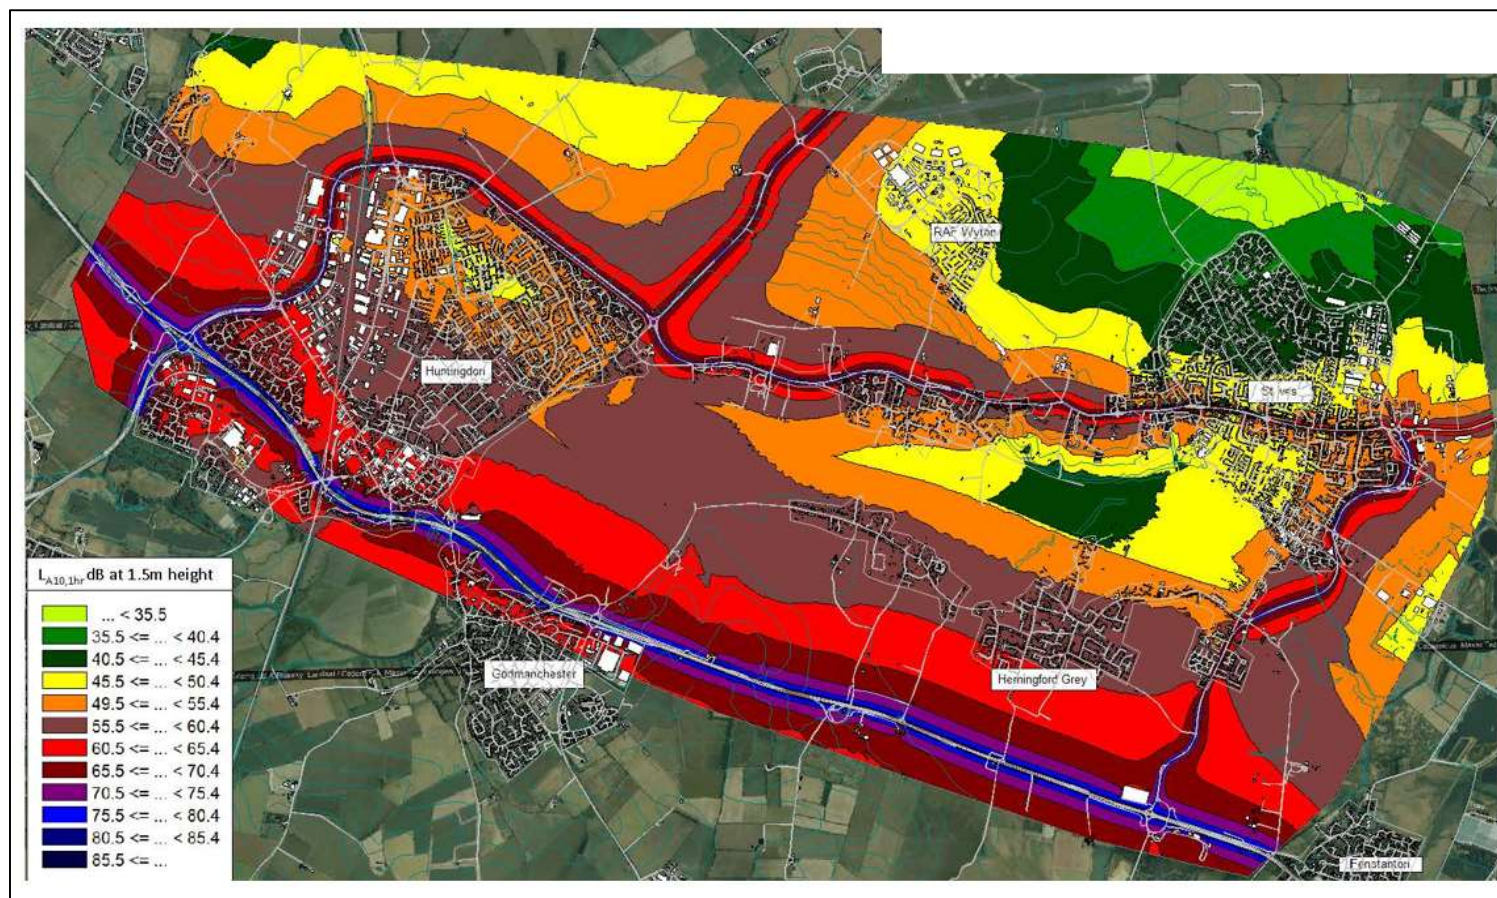 RAF Wyton
St Ives
Huntingdon
L A10,1hr dB at 1.5m height
... < 35.5
35.5 <= ... < 40.4
40.5 <= ... < 45.4
45.5 <= ... < 50.4
49.5 <= ... < 55.4
55.5 <= ... < 60.4
60.5 <= ... < 65.4
65.5 <= ... < 70.4
70.5 <= ... < 75.4
75.5 <= ... < 80.4
80.5 <= ... < 85.4
85.5 <= ...
Godmanchester
Hemingford Grey
Fenstanton